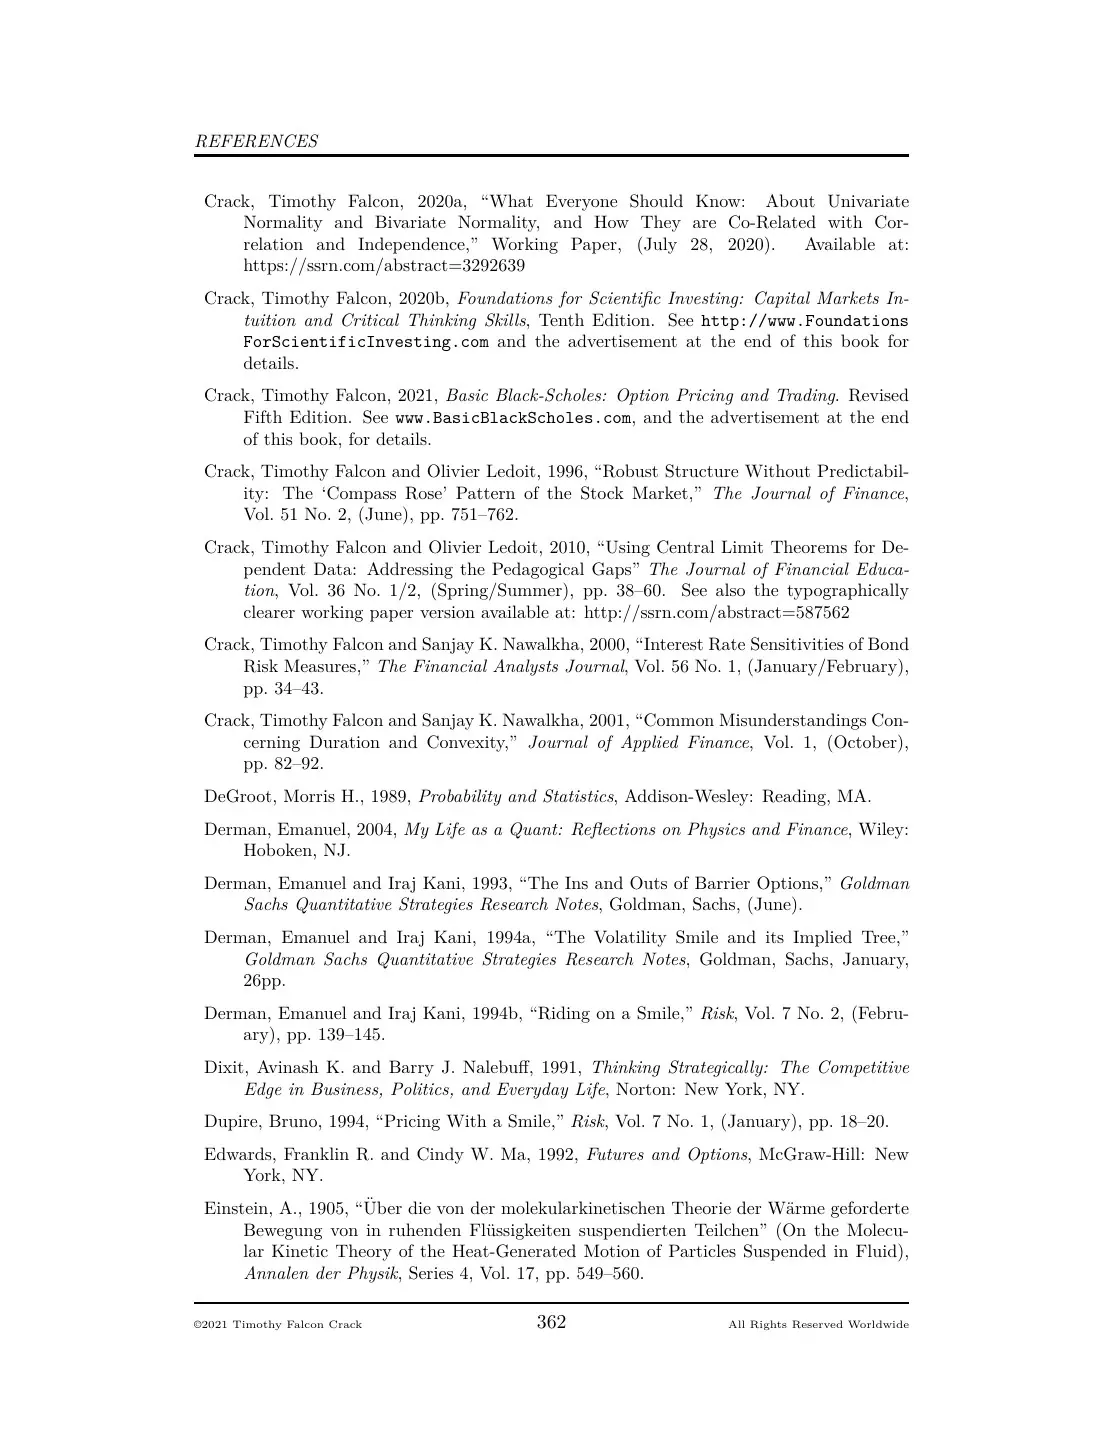 REFERENCES
Crack, Timothy Falcon, 2020a, “What Everyone Should Know: About Univariate
Normality and Bivariate Normality, and How They are Co-Related with Cor-
relation and Independence,” Working Paper, (July 28, 2020). Available at:
https://ssrn.com/abstract=3292639
Crack, Timothy Falcon, 2020b, Foundations for Scientific Investing: Capital Markets In-
tuition and Critical Thinking Skills, Tenth Edition. See http://www.Foundations
ForScientificInvesting.com and the advertisement at the end of this book for
details.
Crack, Timothy Falcon, 2021, Basic Black-Scholes: Option Pricing and Trading. Revised
Fifth Edition. See www.BasicBlackScholes.com, and the advertisement at the end
of this book, for details.
Crack, Timothy Falcon and Olivier Ledoit, 1996, “Robust Structure Without Predictabil-
ity: The ‘Compass Rose’ Pattern of the Stock Market,” The Journal of Finance,
Vol. 51 No. 2, (June), pp. 751–762.
Crack, Timothy Falcon and Olivier Ledoit, 2010, “Using Central Limit Theorems for De-
pendent Data: Addressing the Pedagogical Gaps” The Journal of Financial Educa-
tion, Vol. 36 No. 1/2, (Spring/Summer), pp. 38–60. See also the typographically
clearer working paper version available at: http://ssrn.com/abstract=587562
Crack, Timothy Falcon and Sanjay K. Nawalkha, 2000, “Interest Rate Sensitivities of Bond
Risk Measures,” The Financial Analysts Journal, Vol. 56 No. 1, (January/February),
pp. 34–43.
Crack, Timothy Falcon and Sanjay K. Nawalkha, 2001, “Common Misunderstandings Con-
cerning Duration and Convexity,” Journal of Applied Finance, Vol. 1, (October),
pp. 82–92.
DeGroot, Morris H., 1989, Probability and Statistics, Addison-Wesley: Reading, MA.
Derman, Emanuel, 2004, My Life as a Quant: Reflections on Physics and Finance, Wiley:
Hoboken, NJ.
Derman, Emanuel and Iraj Kani, 1993, “The Ins and Outs of Barrier Options,” Goldman
Sachs Quantitative Strategies Research Notes, Goldman, Sachs, (June).
Derman, Emanuel and Iraj Kani, 1994a, “The Volatility Smile and its Implied Tree,”
Goldman Sachs Quantitative Strategies Research Notes, Goldman, Sachs, January,
26pp.
Derman, Emanuel and Iraj Kani, 1994b, “Riding on a Smile,” Risk, Vol. 7 No. 2, (Febru-
ary), pp. 139–145.
Dixit, Avinash K. and Barry J. Nalebuff, 1991, Thinking Strategically: The Competitive
Edge in Business, Politics, and Everyday Life, Norton: New York, NY.
Dupire, Bruno, 1994, “Pricing With a Smile,” Risk, Vol. 7 No. 1, (January), pp. 18–20.
Edwards, Franklin R. and Cindy W. Ma, 1992, Futures and Options, McGraw-Hill: New
York, NY.
Einstein, A., 1905, “Über die von der molekularkinetischen Theorie der Wärme geforderte
Bewegung von in ruhenden Flüssigkeiten suspendierten Teilchen” (On the Molecu-
lar Kinetic Theory of the Heat-Generated Motion of Particles Suspended in Fluid),
Annalen der Physik, Series 4, Vol. 17, pp. 549–560.
©2021 Timothy Falcon Crack 362 All Rights Reserved Worldwide